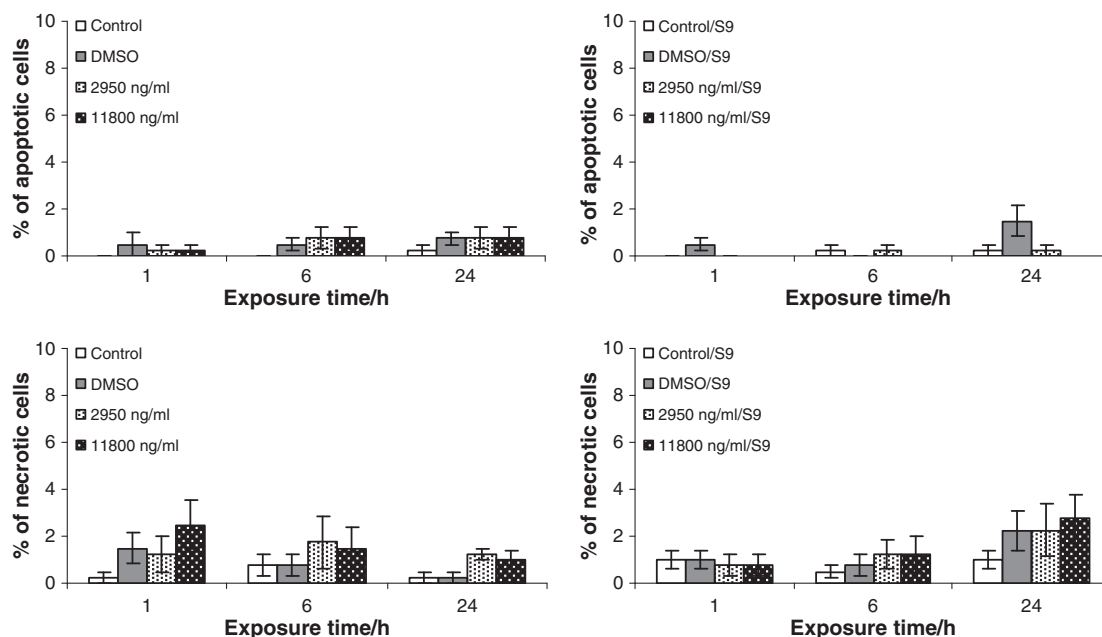 10
8
6
4
2
0
% of apoptotic cells
Control
DMSO
2950 ng/ml
11800 ng/ml
1 6 24
Exposure time/h
10
8
6
4
2
0
% of apoptotic cells
Control/S9
DMSO/S9
2950 ng/ml/S9
11800 ng/ml/S9
1 6 24
Exposure time/h
10
8
6
4
2
0
% of necrotic cells
Control
DMSO
2950 ng/ml
11800 ng/ml
1 6 24
Exposure time/h
10
8
6
4
2
0
% of necrotic cells
Control/S9
DMSO/S9
2950 ng/ml/S9
11800 ng/ml/S9
1 6 24
Exposure time/h